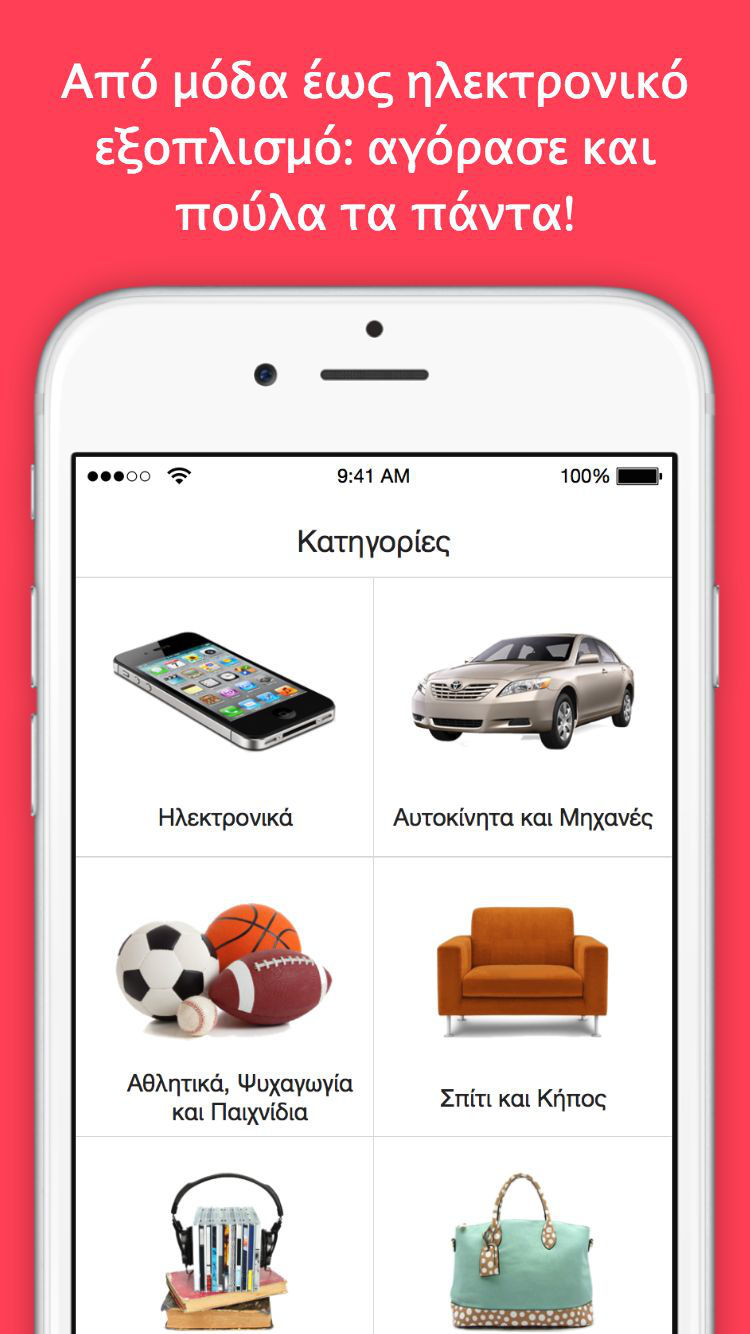 Από μόδα έως ηλεκτρονικό
εξοπλισμό: αγόρασε και
πούλα τα πάντα!
9:41 AM
100%
Κατηγορίες
Ηλεκτρονικά
Αυτοκίνητα και Μηχανές
Αθλητικά, Ψυχαγωγία
και Παιχνίδια
Σπίτι και Κήπος